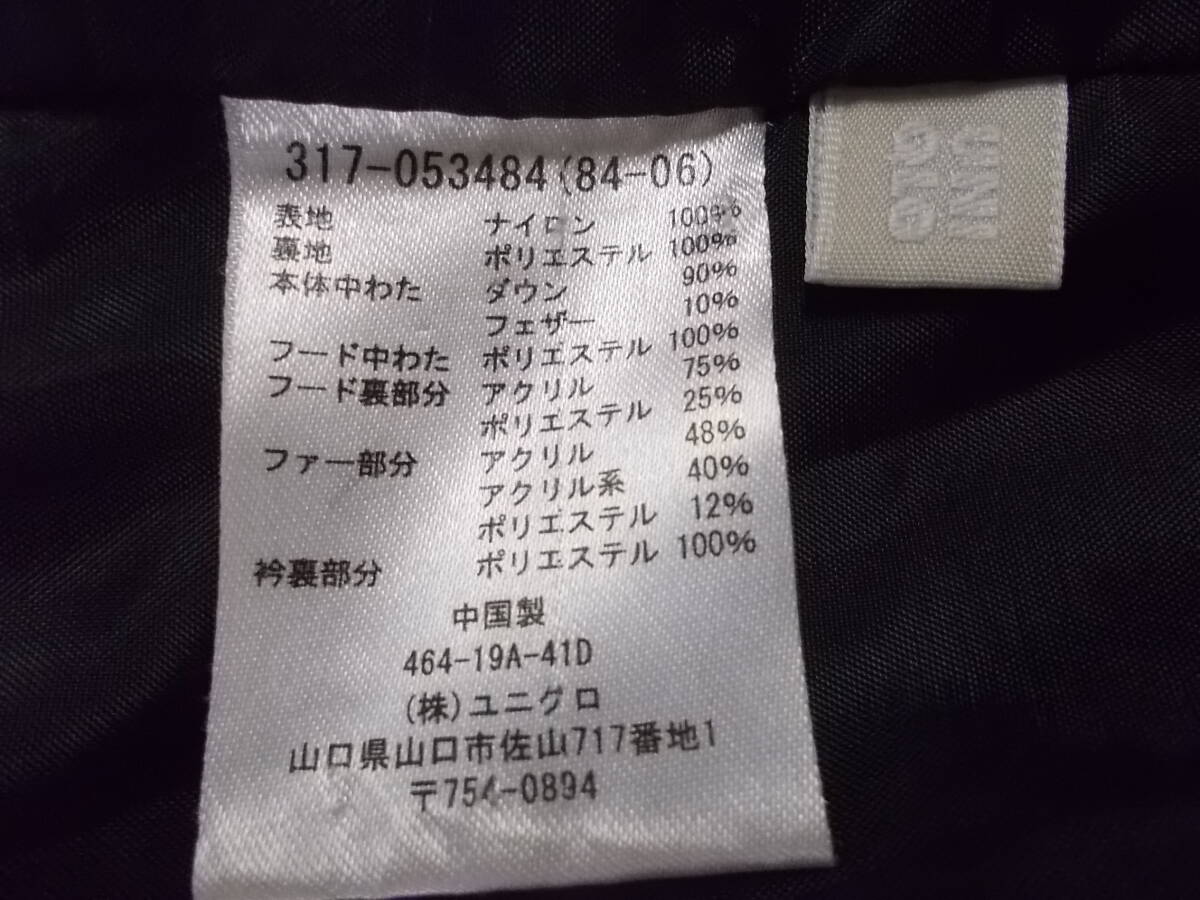 317-053484(84-06)
表地 ナイロン 100%
裏地 ポリエステル 100%
本体中わた ダウン 90%
フェザー 10%
フード中わた ポリエステル 100%
フード裏部分 アクリル 75%
ポリエステル 25%
ファー部分 アクリル 48%
アクリル系 40%
ポリエステル 12%
衿裏部分 ポリエステル 100%
中国製
464-19A-41D
(株)ユニクロ
山口県山口市佐山717番地1
〒754-0894
UNI
QLO